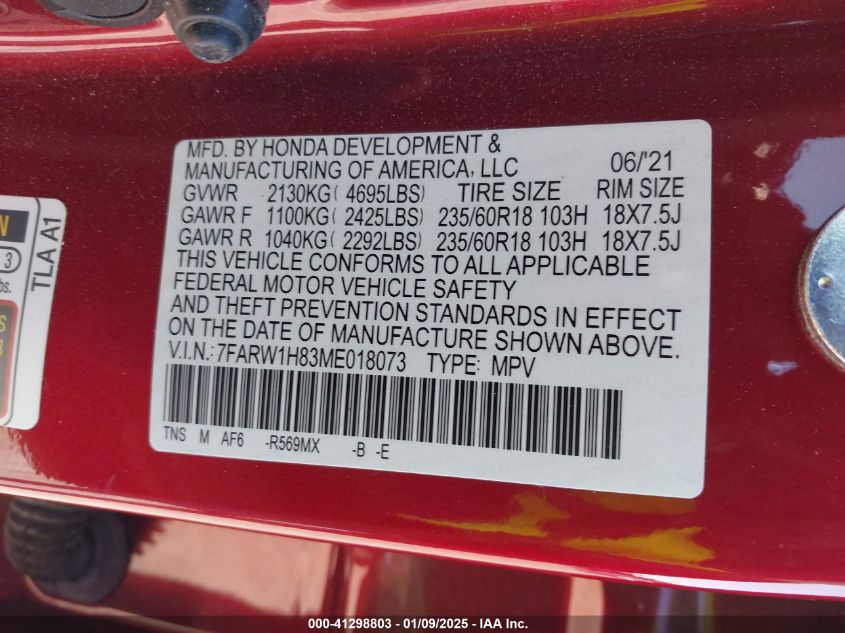 MFD. BY HONDA DEVELOPMENT &
MANUFACTURING OF AMERICA, LLC 06/'21
GVWR 2130KG( 4695LBS) TIRE SIZE RIM SIZE
GAWR F 1100KG( 2425LBS) 235/60R18 103H 18X7.5J
GAWR R 1040KG( 2292LBS) 235/60R18 103H 18X7.5J
THIS VEHICLE CONFORMS TO ALL APPLICABLE
FEDERAL MOTOR VEHICLE SAFETY
AND THEFT PREVENTION STANDARDS IN EFFECT
ON THE DATE OF MANUFACTURE SHOWN ABOVE.
V.I.N.: 7FARW1H83ME018073 TYPE: MPV
TNS M AF6 -R569MX -B -E
TLA A1
N
3
bs.
S
R
000-41298803 - 01/09/2025 - IAA Inc.